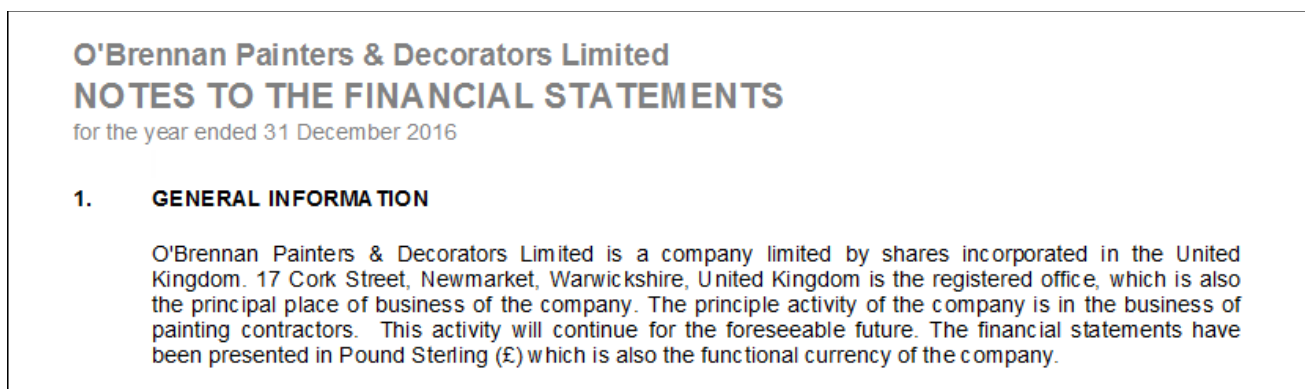 O'Brennan Painters & Decorators Limited
NOTES TO THE FINANCIAL STATEMENTS
for the year ended 31 December 2016
1. GENERAL INFORMATION
O'Brennan Painters & Decorators Limited is a company limited by shares incorporated in the United
Kingdom. 17 Cork Street, Newmarket, Warwickshire, United Kingdom is the registered office, which is also
the principal place of business of the company. The principle activity of the company is in the business of
painting contractors. This activity will continue for the foreseeable future. The financial statements have
been presented in Pound Sterling (£) which is also the functional currency of the company.